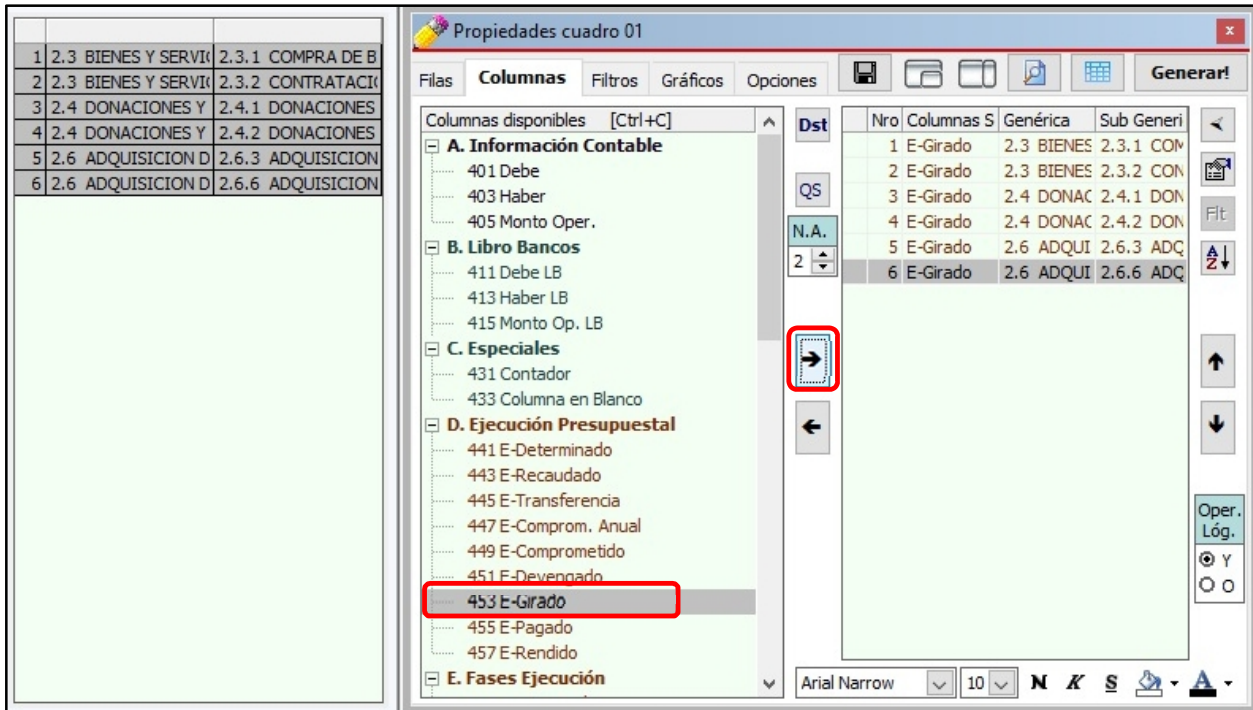 1 2.3 BIENES Y SERVI( 2.3.1 COMPRA DE B
2 2.3 BIENES Y SERVI( 2.3.2 CONTRATACI(
3 2.4 DONACIONES Y 2.4.1 DONACIONES
4 2.4 DONACIONES Y 2.4.2 DONACIONES
5 2.6 ADQUISICION D 2.6.3 ADQUISICION
6 2.6 ADQUISICION D 2.6.6 ADQUISICION
Propiedades cuadro 01
x
Filas Columnas Filtros Gráficos Opciones Generar!
Columnas disponibles [Ctrl+C]
A. Información Contable
401 Debe
403 Haber
405 Monto Oper.
B. Libro Bancos
411 Debe LB
413 Haber LB
415 Monto Op. LB
C. Especiales
431 Contador
433 Columna en Blanco
D. Ejecución Presupuestal
441 E-Determinado
443 E-Recaudado
445 E-Transferencia
447 E-Comprom. Anual
449 E-Comprometido
451 E-Devengado
453 E-Girado
455 E-Pagado
457 E-Rendido
E. Fases Ejecución
Dst
QS
N.A.
2
Nro Columnas S Genérica Sub Generi
1 E-Girado 2.3 BIENES 2.3.1 COM
2 E-Girado 2.3 BIENES 2.3.2 CON
3 E-Girado 2.4 DONAC 2.4.1 DON
4 E-Girado 2.4 DONAC 2.4.2 DON
5 E-Girado 2.6 ADQUI 2.6.3 ADQ
6 E-Girado 2.6 ADQUI 2.6.6 ADQ
Flt
A
Z
Oper.
Lóg.
Y
O
Arial Narrow 10 N K S A